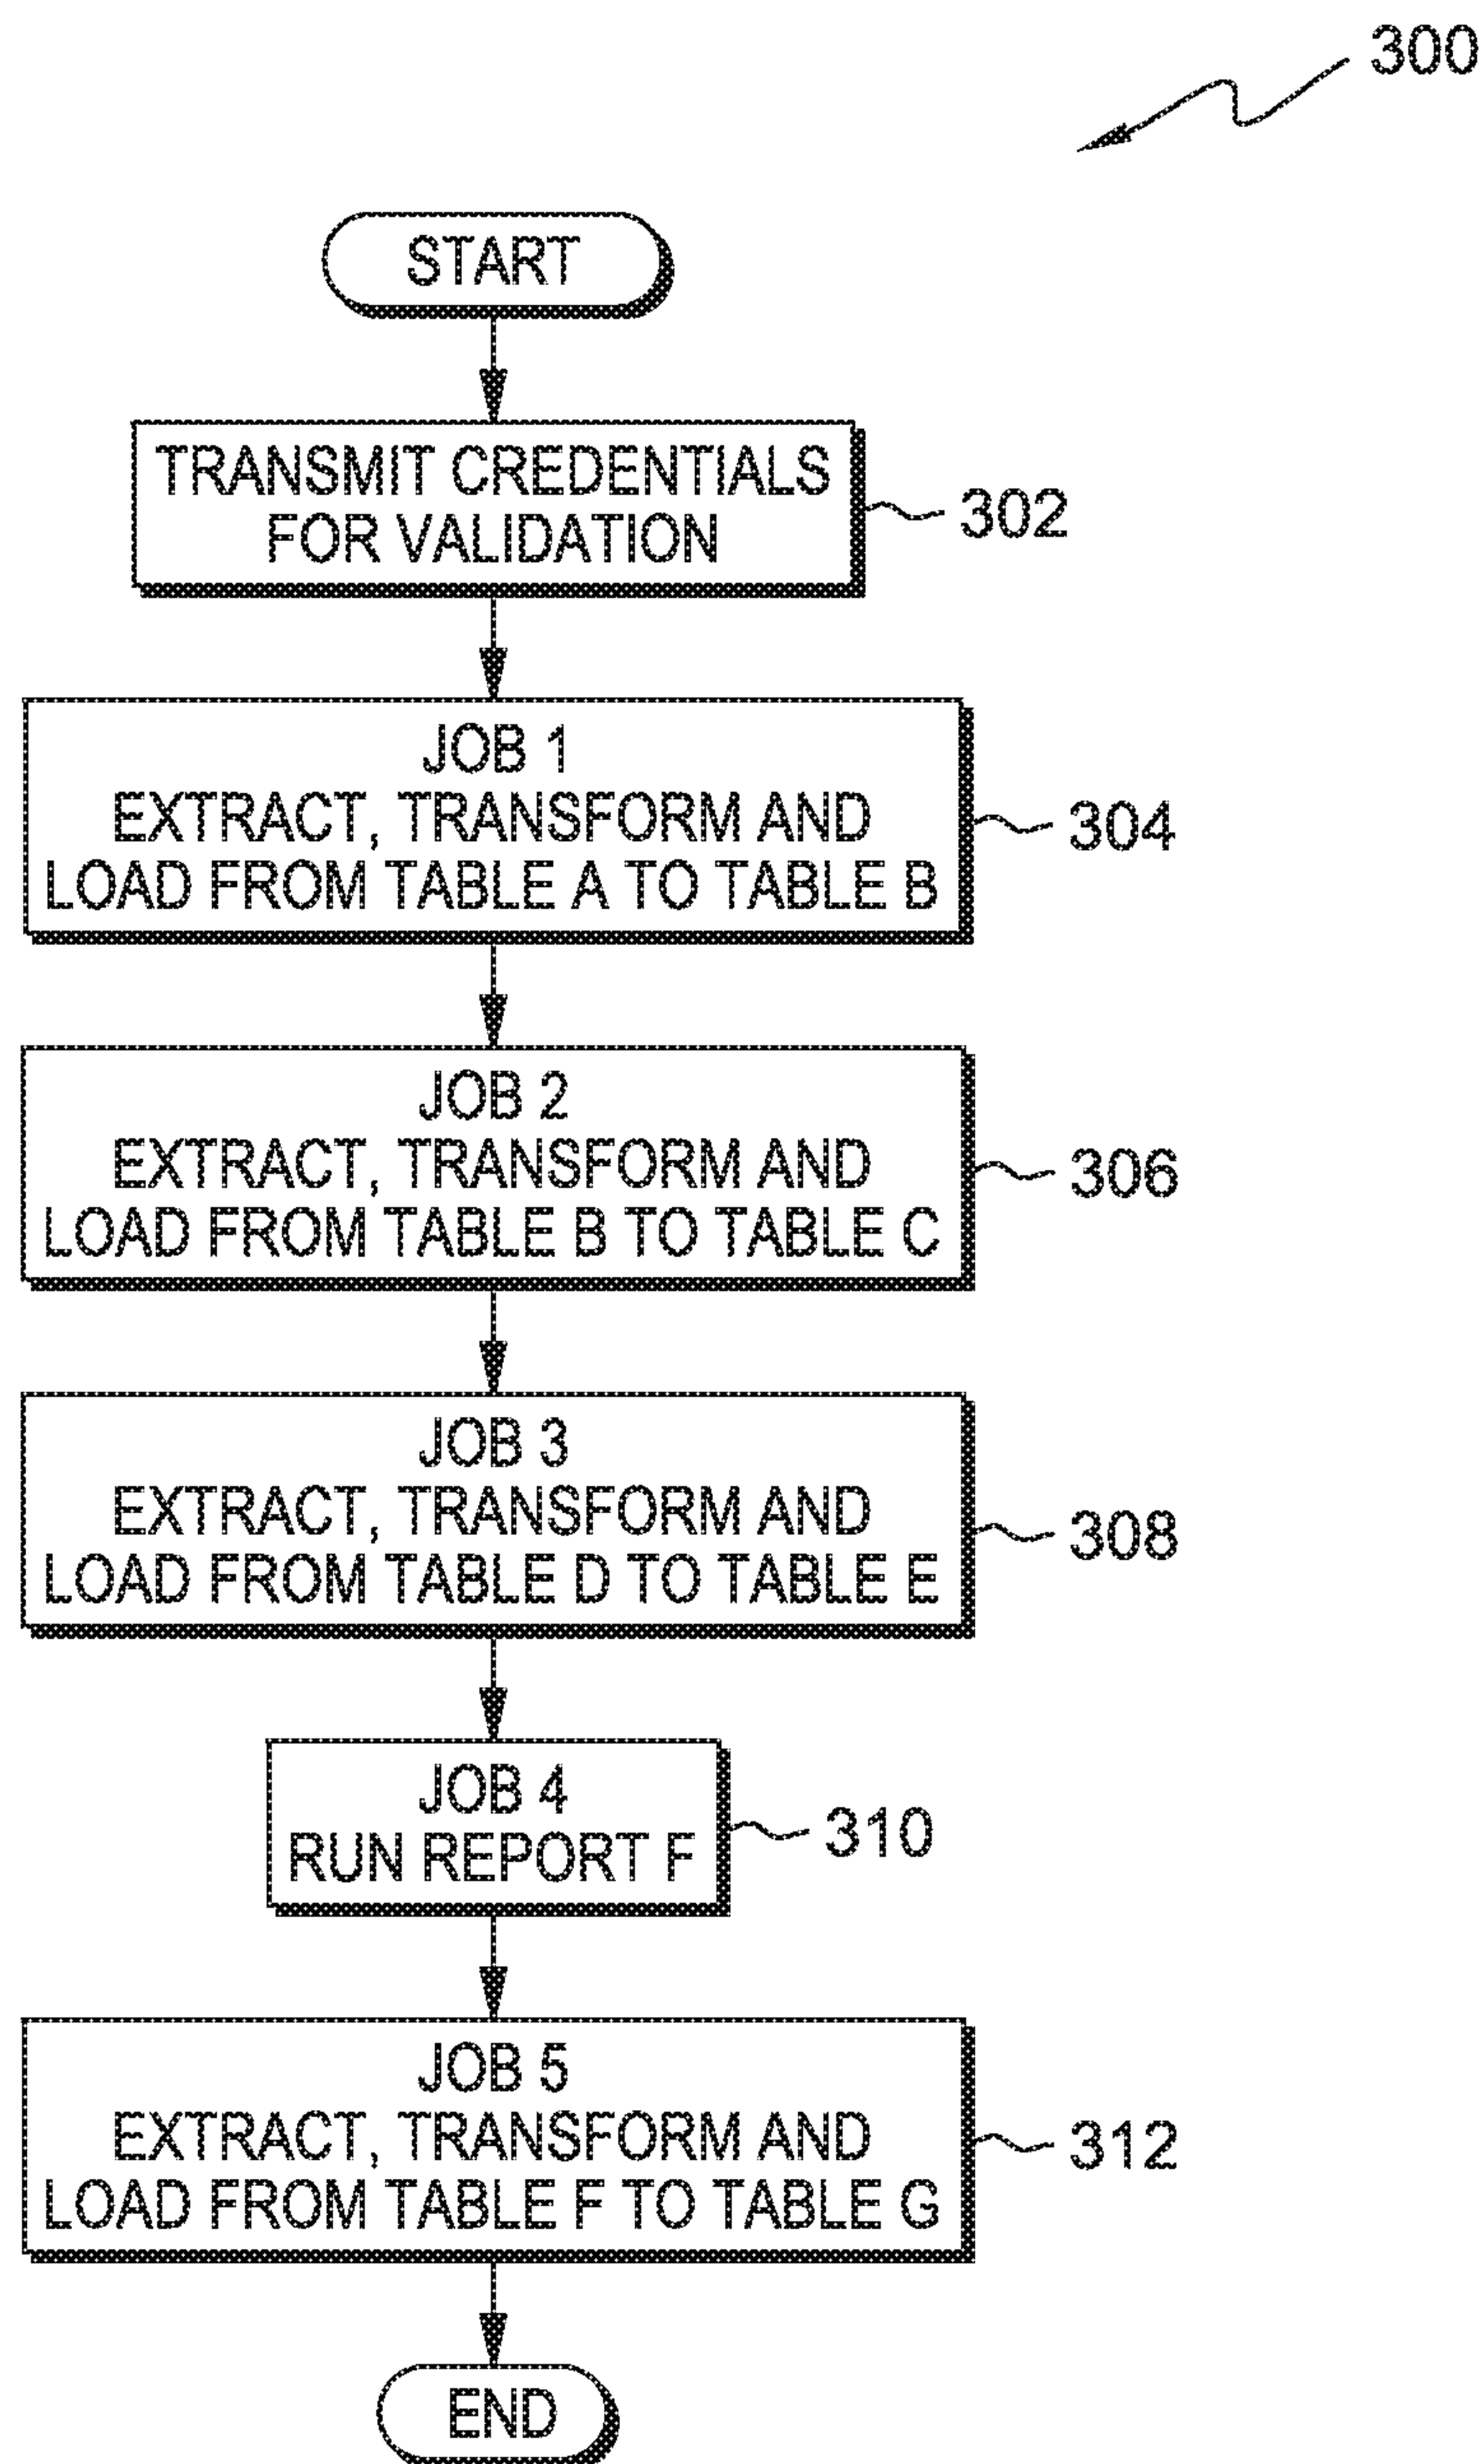 300
START
TRANSMIT CREDENTIALS
FOR VALIDATION
302
JOB 1
EXTRACT, TRANSFORM AND
LOAD FROM TABLE A TO TABLE B
304
JOB 2
EXTRACT, TRANSFORM AND
LOAD FROM TABLE B TO TABLE C
306
JOB 3
EXTRACT, TRANSFORM AND
LOAD FROM TABLE D TO TABLE E
308
JOB 4
RUN REPORT F
310
JOB 5
EXTRACT, TRANSFORM AND
LOAD FROM TABLE F TO TABLE G
312
END